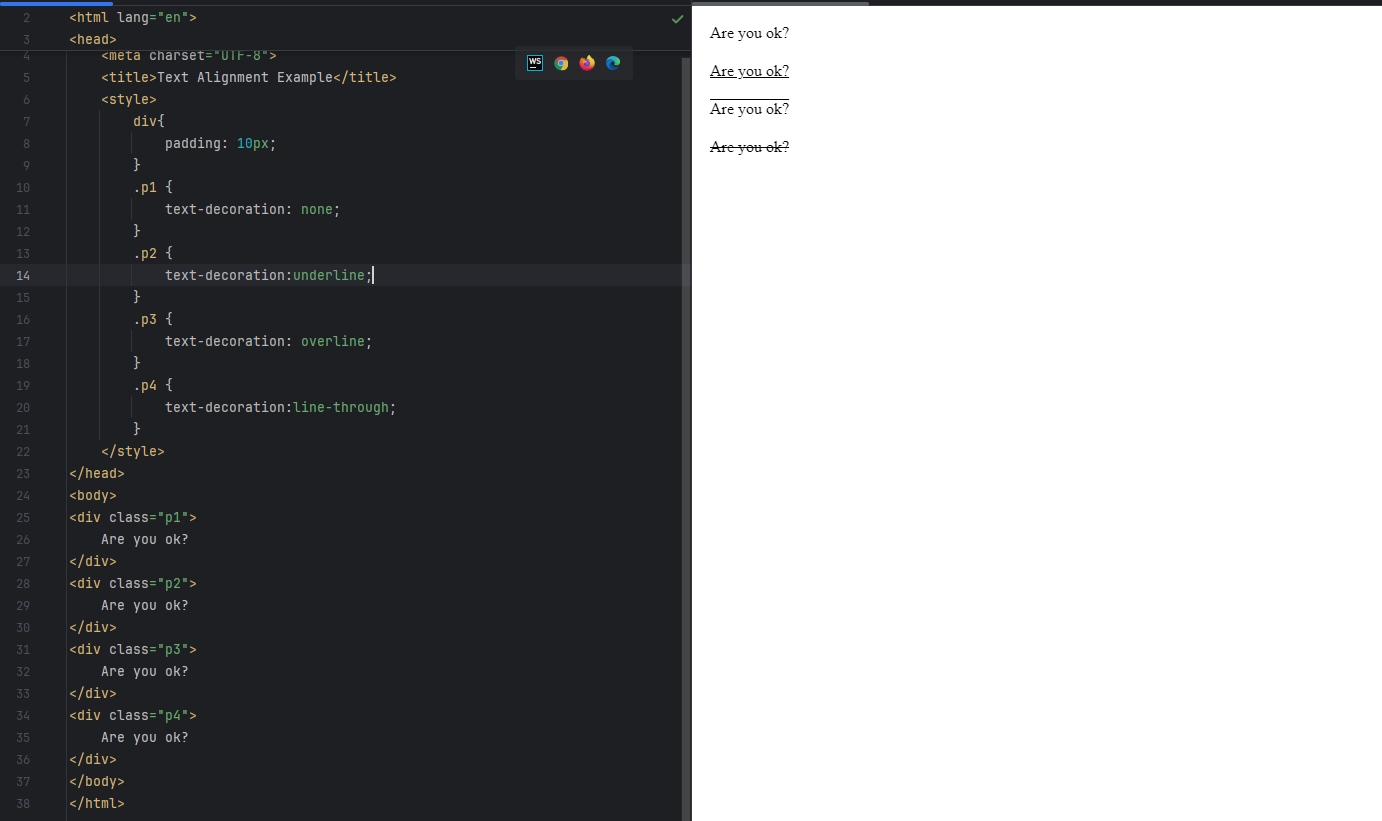 2 <html lang="en">
3 <head>
4 <meta charset="UTF-8">
WS
5 <title>Text Alignment Example</title>
6 <style>
7 div{
8 padding: 10px;
9 }
10 .p1 {
11 text-decoration: none;
12 }
13 .p2 {
14 text-decoration:underline;
15 }
16 .p3 {
17 text-decoration: overline;
18 }
19 .p4 {
20 text-decoration:line-through;
21 }
22 </style>
23 </head>
24 <body>
25 <div class="p1">
26 Are you ok?
27 </div>
28 <div class="p2">
29 Are you ok?
30 </div>
31 <div class="p3">
32 Are you ok?
33 </div>
34 <div class="p4">
35 Are you ok?
36 </div>
37 </body>
38 </html>
Are you ok?
Are you ok?
Are you ok?
Are you ok?